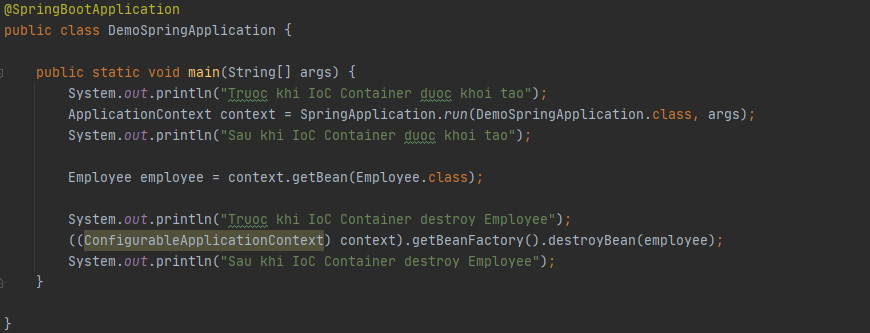 @SpringBootApplication
public class DemoSpringApplication {
public static void main(String[] args) {
System.out.println("Truoc khi IoC Container duoc khoi tao");
ApplicationContext context = SpringApplication.run(DemoSpringApplication.class, args);
System.out.println("Sau khi IoC Container duoc khoi tao");
Employee employee = context.getBean(Employee.class);
System.out.println("Truoc khi IoC Container destroy Employee");
((ConfigurableApplicationContext) context).getBeanFactory().destroyBean(employee);
System.out.println("Sau khi IoC Container destroy Employee");
}
}